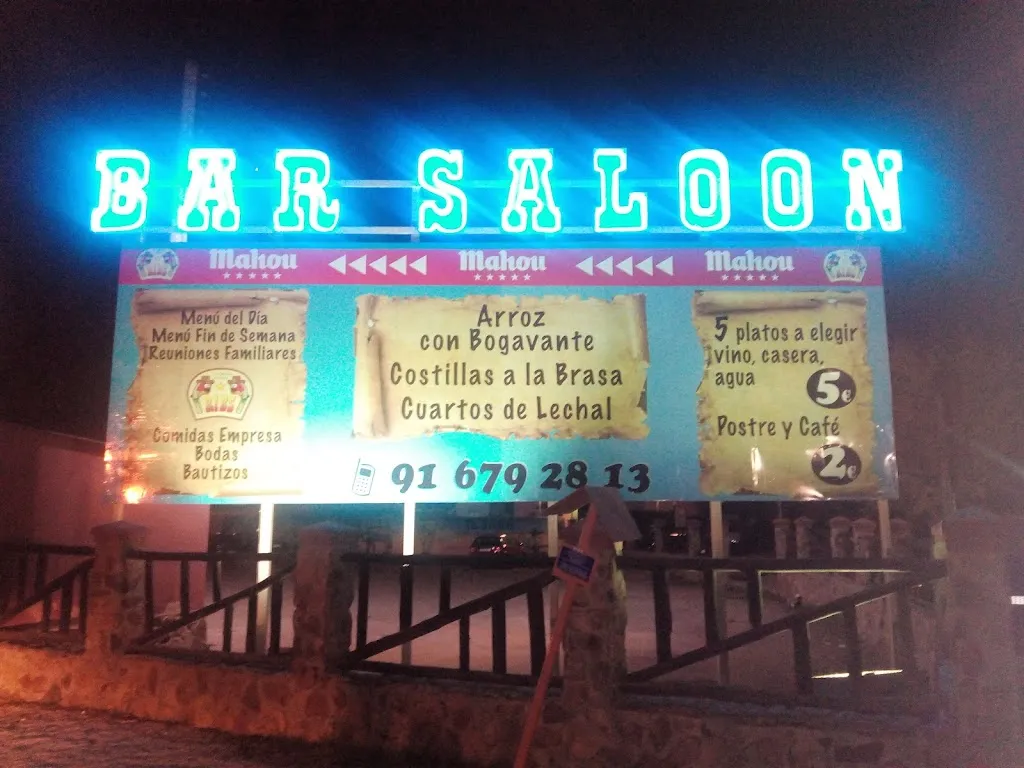 BAR SALOON
Mahou Mahou Mahou
Menú del Día
Menú Fin de Semana
Reuniones Familiares
Comidas Empresa
Bodas
Bautizos
Arroz
con Bogavante
Costillas a la Brasa
Cuartos de Lechal
91 679 28 13
5 platos a elegir
vino, casera,
agua
5€
Postre y Café
2€